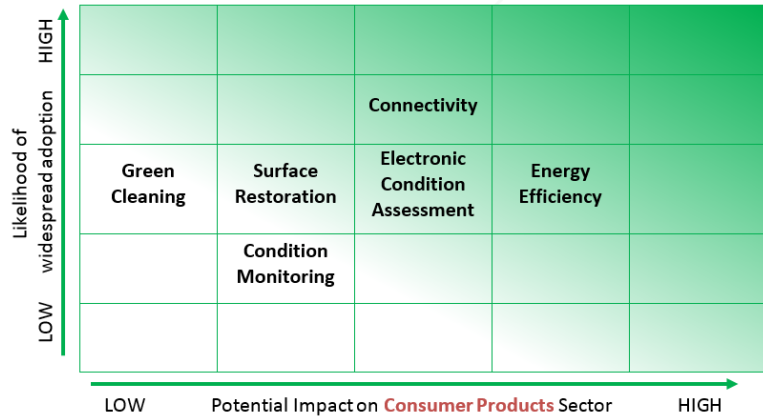 HIGH
Likelihood of
widespread adoption
LOW
Connectivity
Green
Cleaning
Surface
Restoration
Electronic
Condition
Assessment
Energy
Efficiency
Condition
Monitoring
LOW
Potential Impact on Consumer Products Sector
HIGH